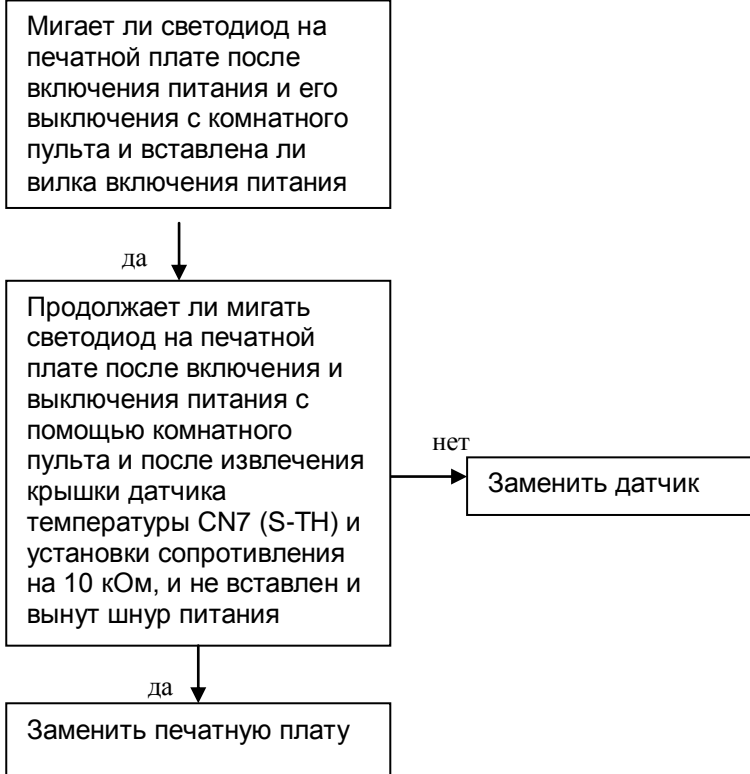 Мигает ли светодиод на
печатной плате после
включения питания и его
выключения с комнатного
пульта и вставлена ли
вилка включения питания
да
Продолжает ли мигать
светодиод на печатной
плате после включения и
выключения питания с
помощью комнатного
пульта и после извлечения
крышки датчика
температуры CN7 (S-TH) и
установки сопротивления
на 10 кОм, и не вставлен и
вынут шнур питания
нет
Заменить датчик
да
Заменить печатную плату